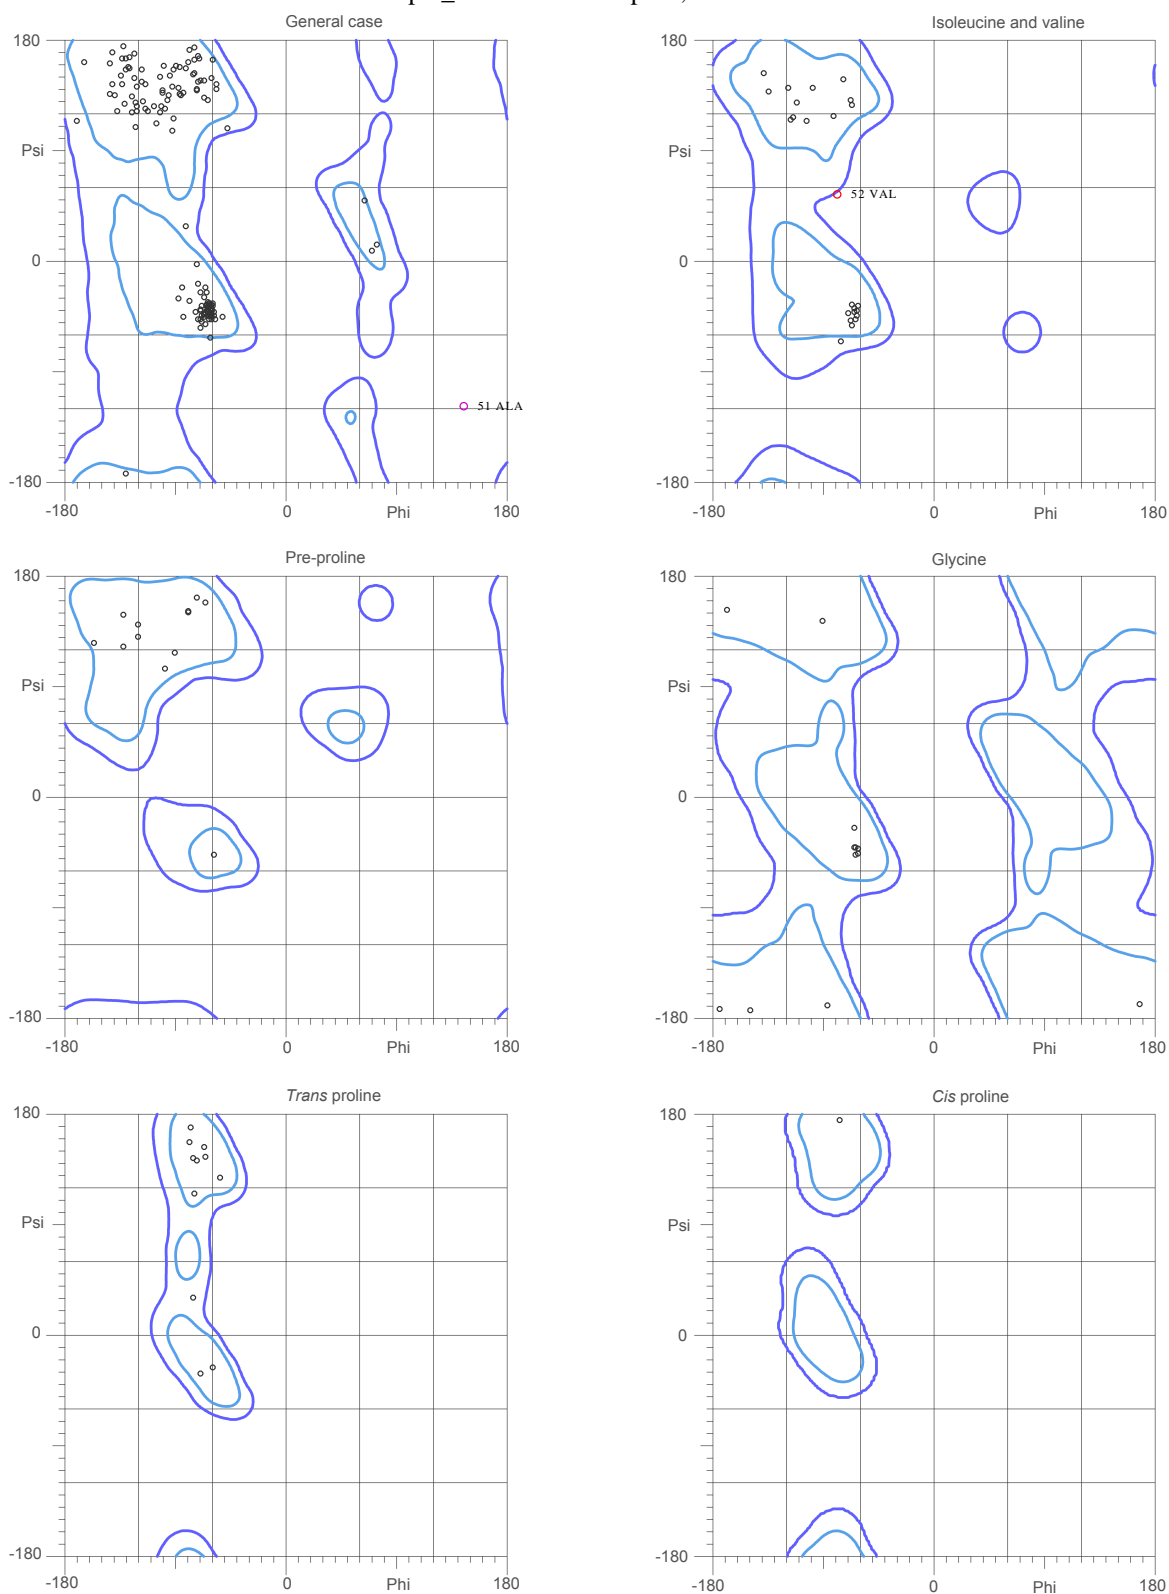 General case
Isoleucine and valine
180
180
52 VAL
Psi
Psi
0
0
51 ALA
-180
-180
-180
0
Phi
180
-180
0
Phi
180
Pre-proline
Glycine
180
180
Psi
Psi
0
0
-180
-180
-180
0
Phi
180
-180
0
Phi
180
Trans proline
Cis proline
180
180
Psi
Psi
0
0
-180
-180
-180
0
Phi
180
-180
0
Phi
180